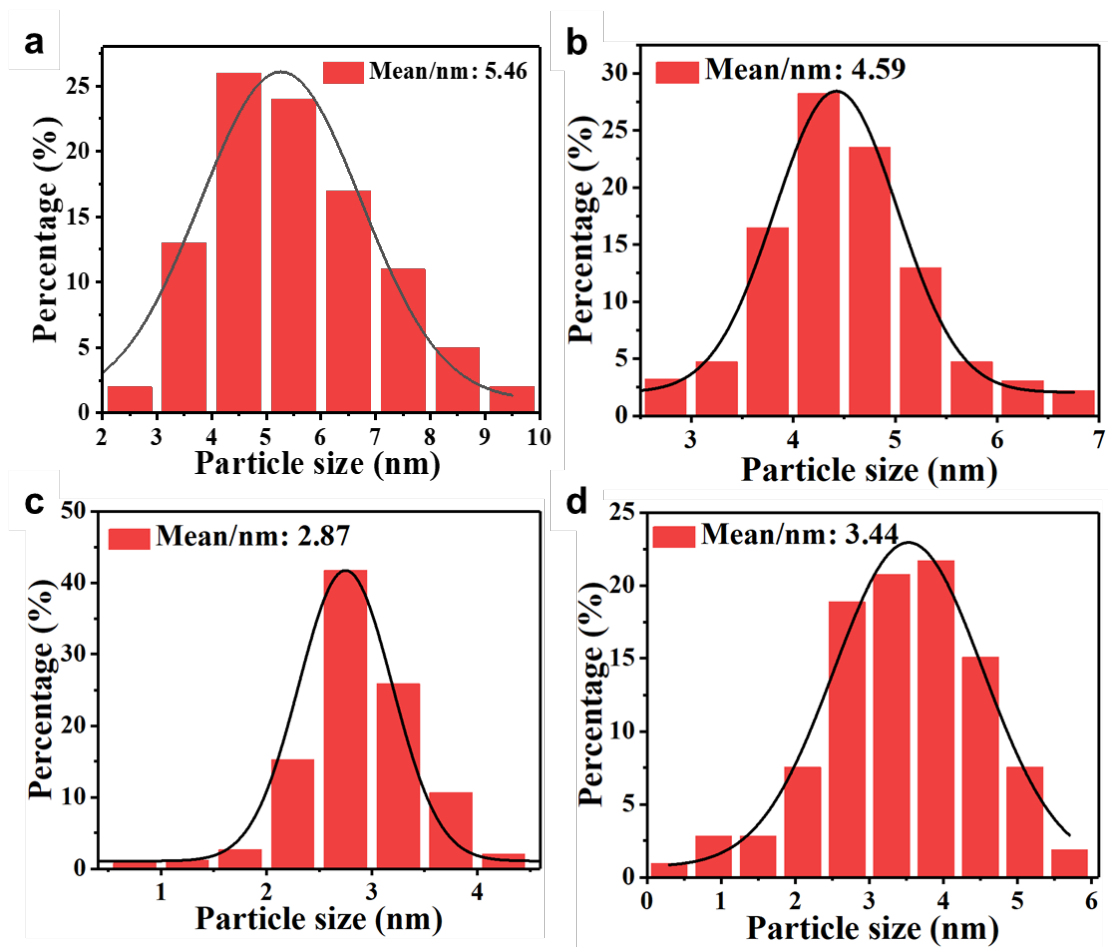 a
Mean/nm: 5.46
Percentage (%)
25
20
15
10
5
0
2 3 4 5 6 7 8 9 10
Particle size (nm)
b
Mean/nm: 4.59
Percentage (%)
30
25
20
15
10
5
0
3 4 5 6 7
Particle size (nm)
c
Mean/nm: 2.87
Percentage (%)
50
40
30
20
10
0
1 2 3 4
Particle size (nm)
d
Mean/nm: 3.44
Percentage (%)
25
20
15
10
5
0
0 1 2 3 4 5 6
Particle size (nm)